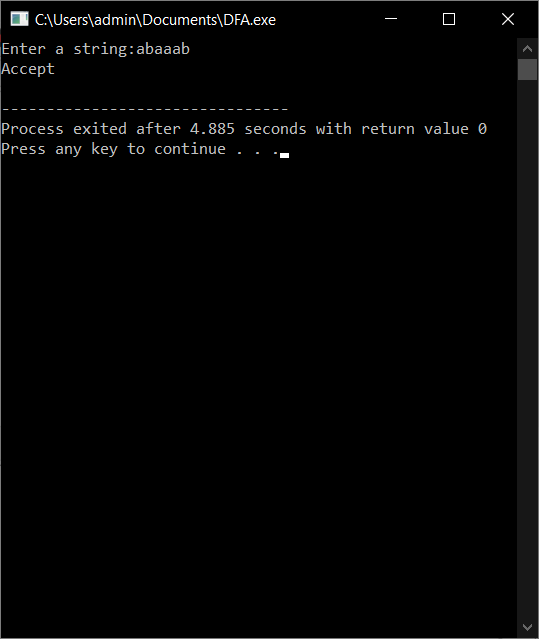 C:\Users\admin\Documents\DFA.exe
Enter a string:abaaab
Accept
--------------------------------
Process exited after 4.885 seconds with return value 0
Press any key to continue . . .